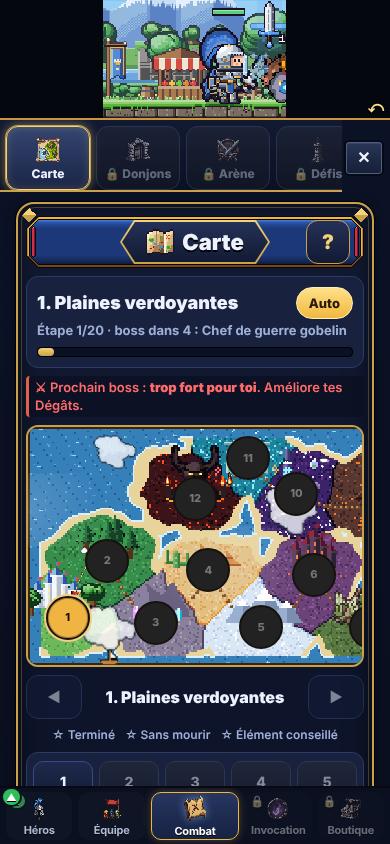 Carte
Donjons
Arène
Défis
×
Carte
?
1. Plaines verdoyantes
Auto
Étape 1/20 · boss dans 4 : Chef de guerre gobelin
⚔ Prochain boss : trop fort pour toi. Améliore tes
Dégâts.
11
12
10
2
4
6
1
3
5
◀ 1. Plaines verdoyantes ▶
☆ Terminé ☆ Sans mourir ☆ Élément conseillé
1 2 3 4 5
Héros
Équipe
Combat
Invocation
Boutique